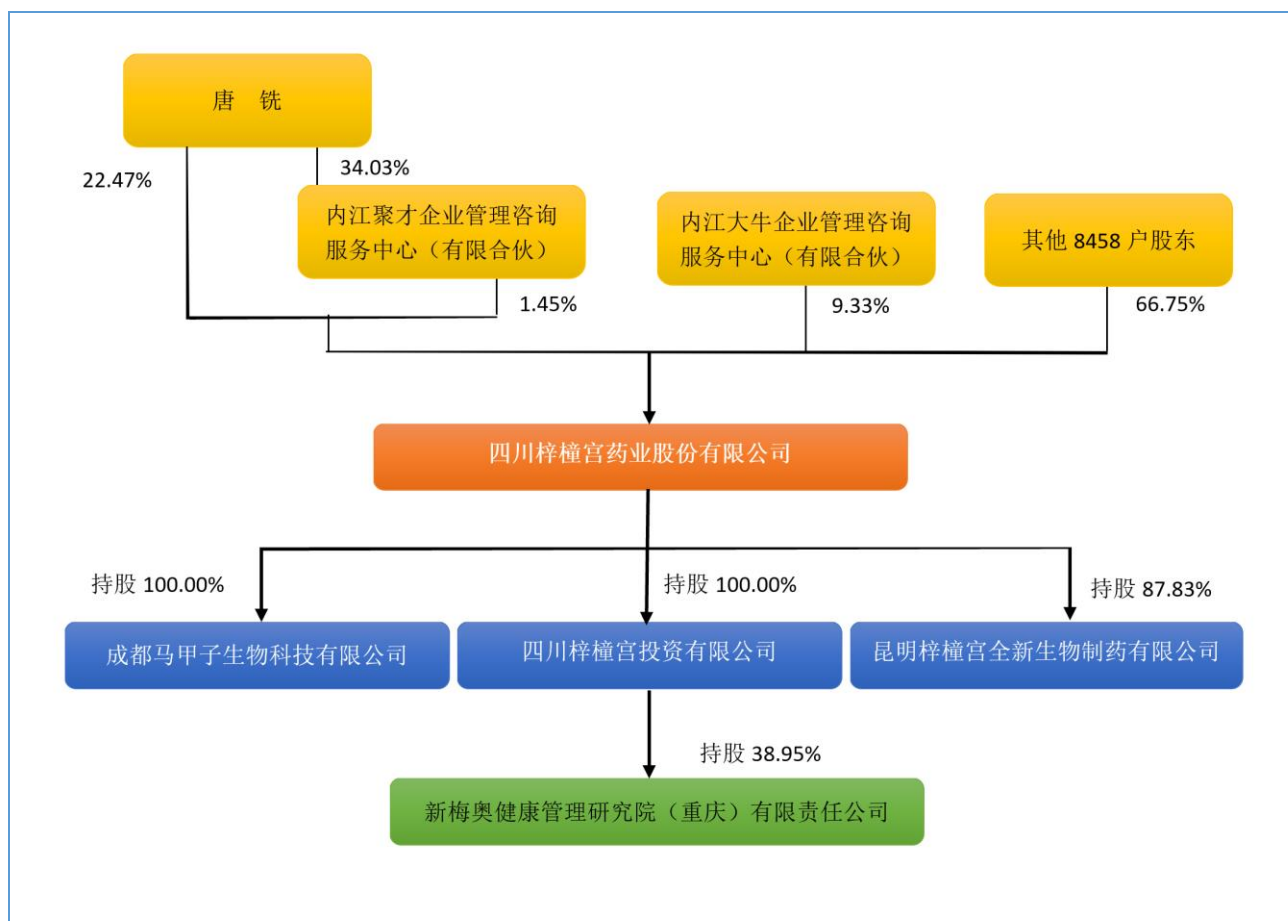 唐 铣
22.47%
34.03%
内江聚才企业管理咨询
服务中心（有限合伙）
内江大牛企业管理咨询
服务中心（有限合伙）
其他 8458 户股东
1.45%
9.33%
66.75%
四川梓橦宫药业股份有限公司
持股 100.00%
持股 100.00%
持股 87.83%
成都马甲子生物科技有限公司
四川梓橦宫投资有限公司
昆明梓橦宫全新生物制药有限公司
持股 38.95%
新梅奥健康管理研究院（重庆）有限责任公司